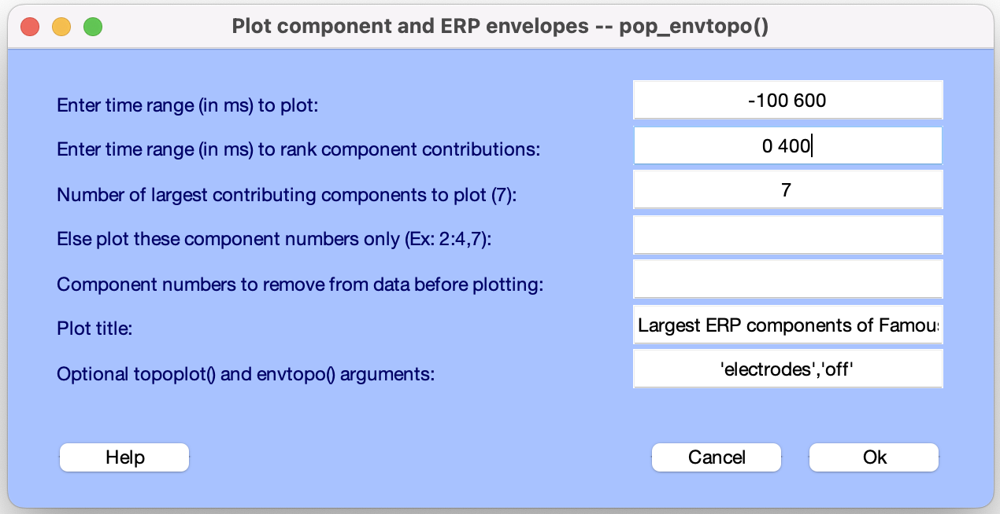 Plot component and ERP envelopes -- pop_envtopo()
Enter time range (in ms) to plot:
-100 600
Enter time range (in ms) to rank component contributions:
0 400
Number of largest contributing components to plot (7):
7
Else plot these component numbers only (Ex: 2:4,7):
Component numbers to remove from data before plotting:
Plot title:
Largest ERP components of Famou
Optional topoplot() and envtopo() arguments:
'electrodes','off'
Help
Cancel
Ok